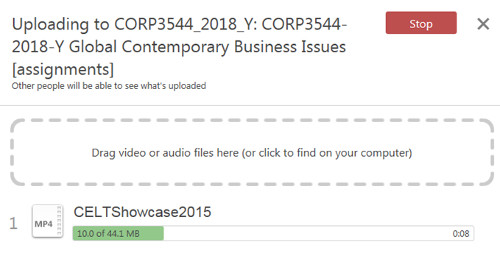 Uploading to CORP3544_2018_Y: CORP3544-
2018-Y Global Contemporary Business Issues
[assignments]
Stop
Other people will be able to see what's uploaded
Drag video or audio files here (or click to find on your computer)
1
MP4
CELTShowcase2015
10.0 of 44.1 MB
0:08